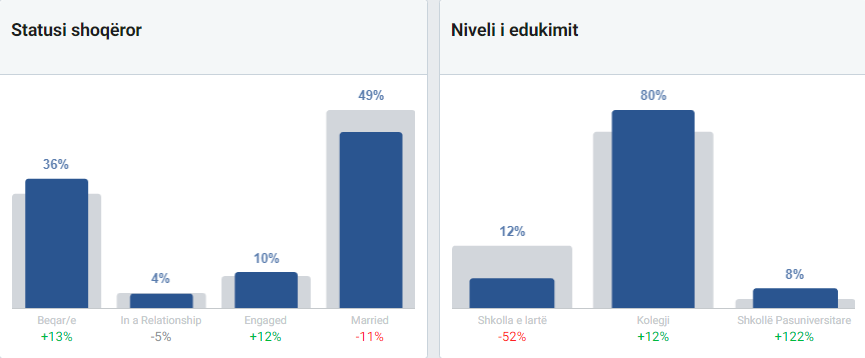 Statusi shoqëror
36%
4%
10%
49%
Beqar/e
In a Relationship
Engaged
Married
+13%
-5%
+12%
-11%
Niveli i edukimit
12%
80%
8%
Shkolla e lartë
Kolegji
Shkollë Pasuniversitare
-52%
+12%
+122%